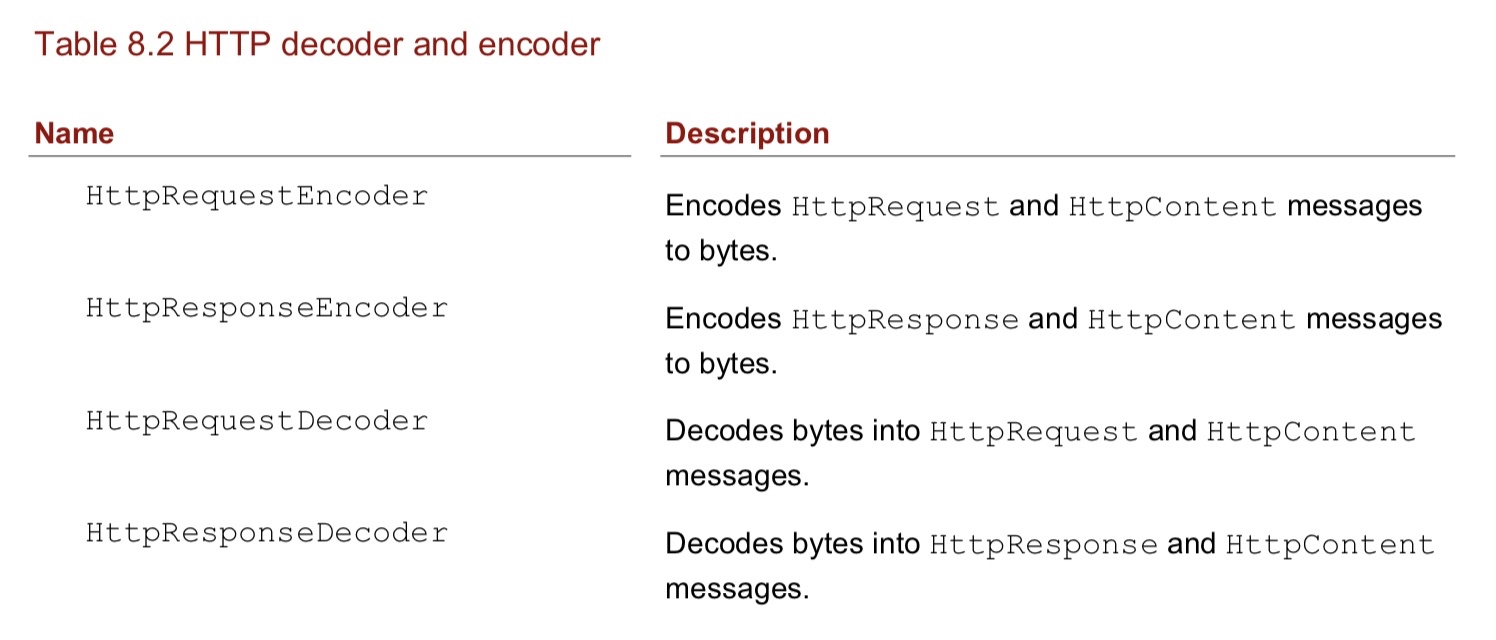 Table 8.2 HTTP decoder and encoder
Name Description
HttpRequestEncoder Encodes HttpRequest and HttpContent messages
to bytes.
HttpResponseEncoder Encodes HttpResponse and HttpContent messages
to bytes.
HttpRequestDecoder Decodes bytes into HttpRequest and HttpContent
messages.
HttpResponseDecoder Decodes bytes into HttpResponse and HttpContent
messages.